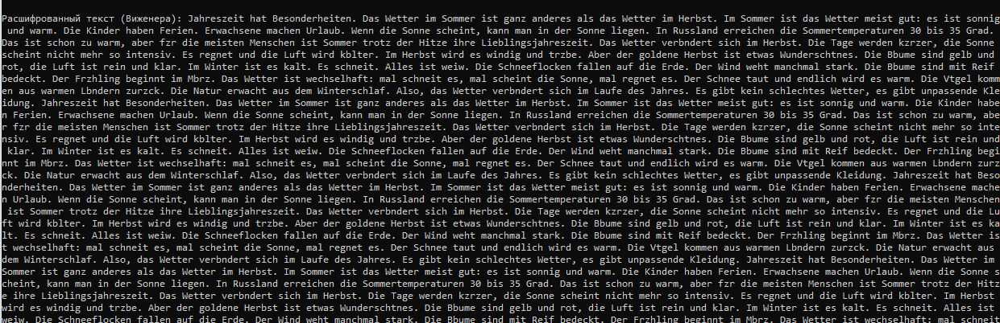 Расшифрованный текст (Виженера): Jahreszeit hat Besonderheiten. Das Wetter im Sommer ist ganz anderes als das Wetter im Herbst. Im Sommer ist das Wetter meist gut: es ist sonnig
 und warm. Die Kinder haben Ferien. Erwachsene machen Urlaub. Wenn die Sonne scheint, kann man in der Sonne liegen. In Russland erreichen die Sommertemperaturen 30 bis 35 Grad.
Das ist schon zu warm, aber fzr die meisten Menschen ist Sommer trotz der Hitze ihre Lieblingsjahreszeit. Das Wetter verbndert sich im Herbst. Die Tage werden kzrzer, die Sonne
scheint nicht mehr so intensiv. Es regnet und die Luft wird kblter. Im Herbst wird es windig und trzbe. Aber der goldene Herbst ist etwas Wunderschtnes. Die Bbume sind gelb und
rot, die Luft ist rein und klar. Im Winter ist es kalt. Es schneit. Alles ist weiw. Die Schneeflocken fallen auf die Erde. Der Wind weht manchmal stark. Die Bbume sind mit Reif
bedeckt. Der Frzhling beginnt im Mbrz. Das Wetter ist wechselhaft: mal schneit es, mal scheint die Sonne, mal regnet es. Der Schnee taut und endlich wird es warm. Die Vtgel komm
en aus warmen Lbndern zurzck. Die Natur erwacht aus dem Winterschlaf. Also, das Wetter verbndert sich im Laufe des Jahres. Es gibt kein schlechtes Wetter, es gibt unpassende Kle
idung. Jahreszeit hat Besonderheiten. Das Wetter im Sommer ist ganz anderes als das Wetter im Herbst. Im Sommer ist das Wetter meist gut: es ist sonnig und warm. Die Kinder habe
n Ferien. Erwachsene machen Urlaub. Wenn die Sonne scheint, kann man in der Sonne liegen. In Russland erreichen die Sommertemperaturen 30 bis 35 Grad. Das ist schon zu warm, abe
r fzr die meisten Menschen ist Sommer trotz der Hitze ihre Lieblingsjahreszeit. Das Wetter verbndert sich im Herbst. Die Tage werden kzrzer, die Sonne scheint nicht mehr so inte
nsiv. Es regnet und die Luft wird kblter. Im Herbst wird es windig und trzbe. Aber der goldene Herbst ist etwas Wunderschtnes. Die Bbume sind gelb und rot, die Luft ist rein und
 klar. Im Winter ist es kalt. Es schneit. Alles ist weiw. Die Schneeflocken fallen auf die Erde. Der Wind weht manchmal stark. Die Bbume sind mit Reif bedeckt. Der Frzhling begi
nnt im Mbrz. Das Wetter ist wechselhaft: mal schneit es, mal scheint die Sonne, mal regnet es. Der Schnee taut und endlich wird es warm. Die Vtgel kommen aus warmen Lbndern zurz
ck. Die Natur erwacht aus dem Winterschlaf. Also, das Wetter verbndert sich im Laufe des Jahres. Es gibt kein schlechtes Wetter, es gibt unpassende Kleidung. Jahreszeit hat Beso
nderheiten. Das Wetter im Sommer ist ganz anderes als das Wetter im Herbst. Im Sommer ist das Wetter meist gut: es ist sonnig und warm. Die Kinder haben Ferien. Erwachsene mache
n Urlaub. Wenn die Sonne scheint, kann man in der Sonne liegen. In Russland erreichen die Sommertemperaturen 30 bis 35 Grad. Das ist schon zu warm, aber fzr die meisten Menschen
 ist Sommer trotz der Hitze ihre Lieblingsjahreszeit. Das Wetter verbndert sich im Herbst. Die Tage werden kzrzer, die Sonne scheint nicht mehr so intensiv. Es regnet und die Lu
ft wird kblter. Im Herbst wird es windig und trzbe. Aber der goldene Herbst ist etwas Wunderschtnes. Die Bbume sind gelb und rot, die Luft ist rein und klar. Im Winter ist es ka
lt. Es schneit. Alles ist weiw. Die Schneeflocken fallen auf die Erde. Der Wind weht manchmal stark. Die Bbume sind mit Reif bedeckt. Der Frzhling beginnt im Mbrz. Das Wetter is
t wechselhaft: mal schneit es, mal scheint die Sonne, mal regnet es. Der Schnee taut und endlich wird es warm. Die Vtgel kommen aus warmen Lbndern zurzck. Die Natur erwacht aus
dem Winterschlaf. Also, das Wetter verbndert sich im Laufe des Jahres. Es gibt kein schlechtes Wetter, es gibt unpassende Kleidung. Jahreszeit hat Besonderheiten. Das Wetter im
Sommer ist ganz anderes als das Wetter im Herbst. Im Sommer ist das Wetter meist gut: es ist sonnig und warm. Die Kinder haben Ferien. Erwachsene machen Urlaub. Wenn die Sonne s
cheint, kann man in der Sonne liegen. In Russland erreichen die Sommertemperaturen 30 bis 35 Grad. Das ist schon zu warm, aber fzr die meisten Menschen ist Sommer trotz der Hitz
e ihre Lieblingsjahreszeit. Das Wetter verbndert sich im Herbst. Die Tage werden kzrzer, die Sonne scheint nicht mehr so intensiv. Es regnet und die Luft wird kblter. Im Herbst
wird es windig und trzbe. Aber der goldene Herbst ist etwas Wunderschtnes. Die Bbume sind gelb und rot, die Luft ist rein und klar. Im Winter ist es kalt. Es schneit. Alles ist
weiw. Die Schneeflocken fallen auf die Erde. Der Wind weht manchmal stark. Die Bbume sind mit Reif bedeckt. Der Frzhling beginnt im Mbrz. Das Wetter ist wechselhaft: mal schneit